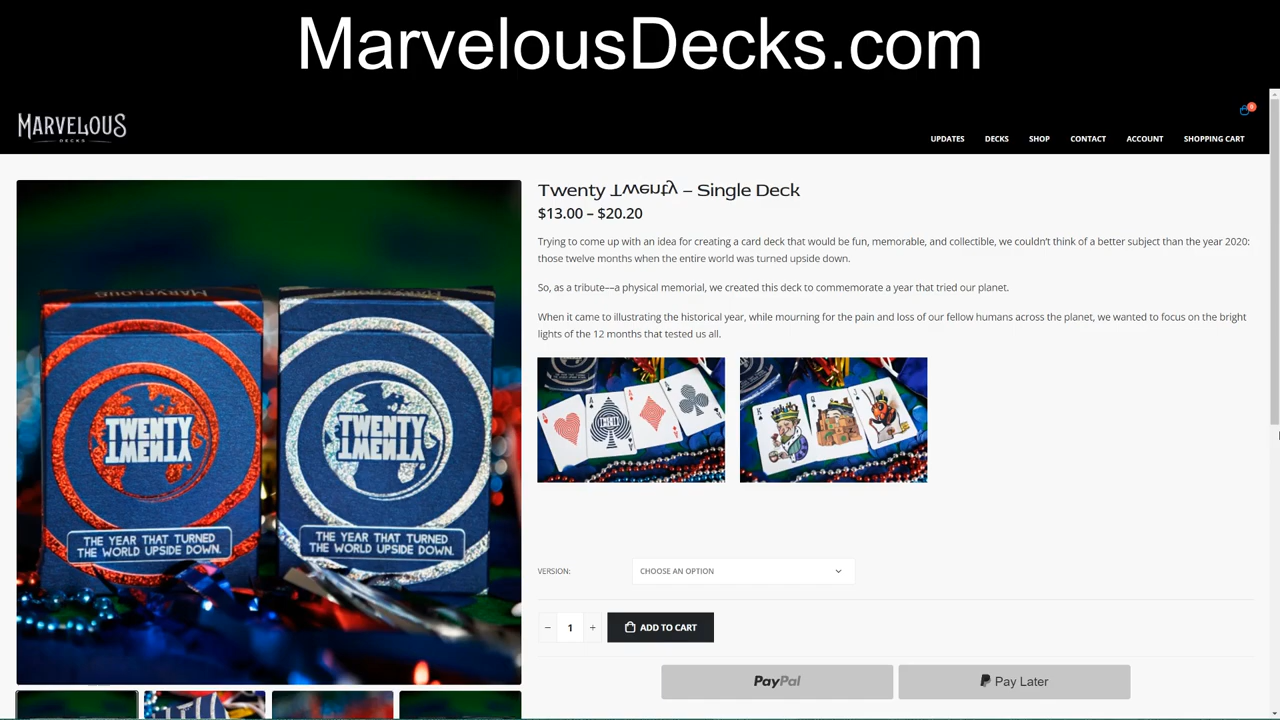 MarvelousDecks.com
MARVELOUS
DECKS
0
UPDATES DECKS SHOP CONTACT ACCOUNT SHOPPING CART
Twenty Twenty – Single Deck
$13.00 – $20.20
Trying to come up with an idea for creating a card deck that would be fun, memorable, and collectible, we couldn't think of a better subject than the year 2020:
those twelve months when the entire world was turned upside down.
So, as a tribute—a physical memorial, we created this deck to commemorate a year that tried our planet.
When it came to illustrating the historical year, while mourning for the pain and loss of our fellow humans across the planet, we wanted to focus on the bright
lights of the 12 months that tested us all.
MARVELOUS
TWENTY
TWENTY
THE YEAR THAT TURNED
THE WORLD UPSIDE DOWN.
MARVELOUS
TWENTY
TWENTY
THE YEAR THAT TURNED
THE WORLD UPSIDE DOWN.
A A A A
K Q J
VERSION: CHOOSE AN OPTION
− 1 + ADD TO CART
PayPal
Pay Later